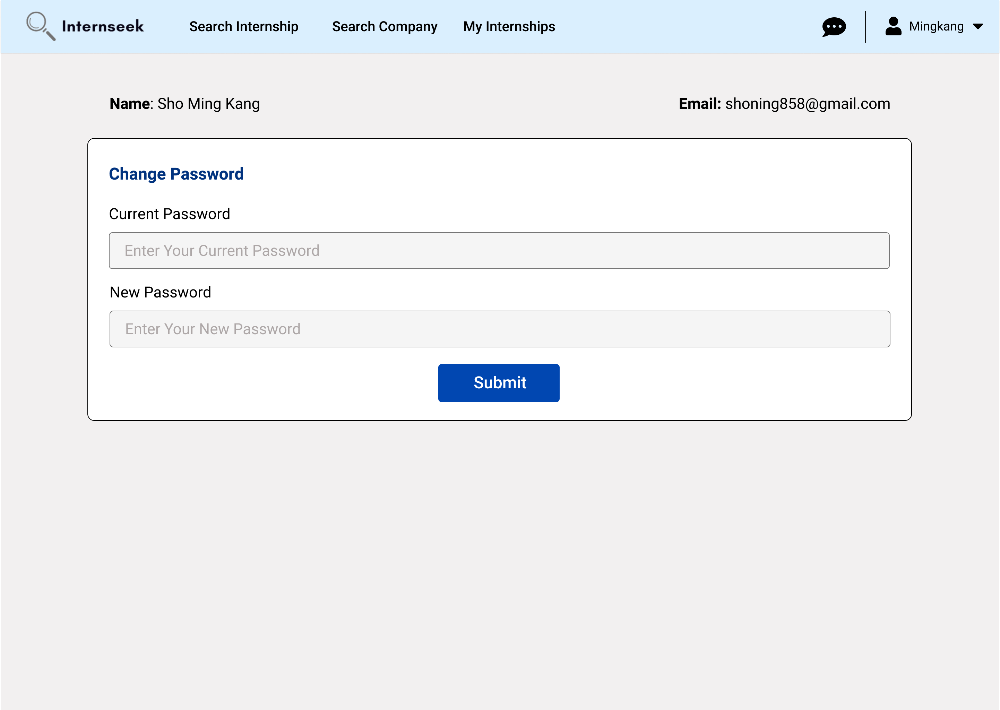 Internseek
Search Internship
Search Company
My Internships
Mingkang
Name: Sho Ming Kang
Email: shoning858@gmail.com
Change Password
Current Password
Enter Your Current Password
New Password
Enter Your New Password
Submit